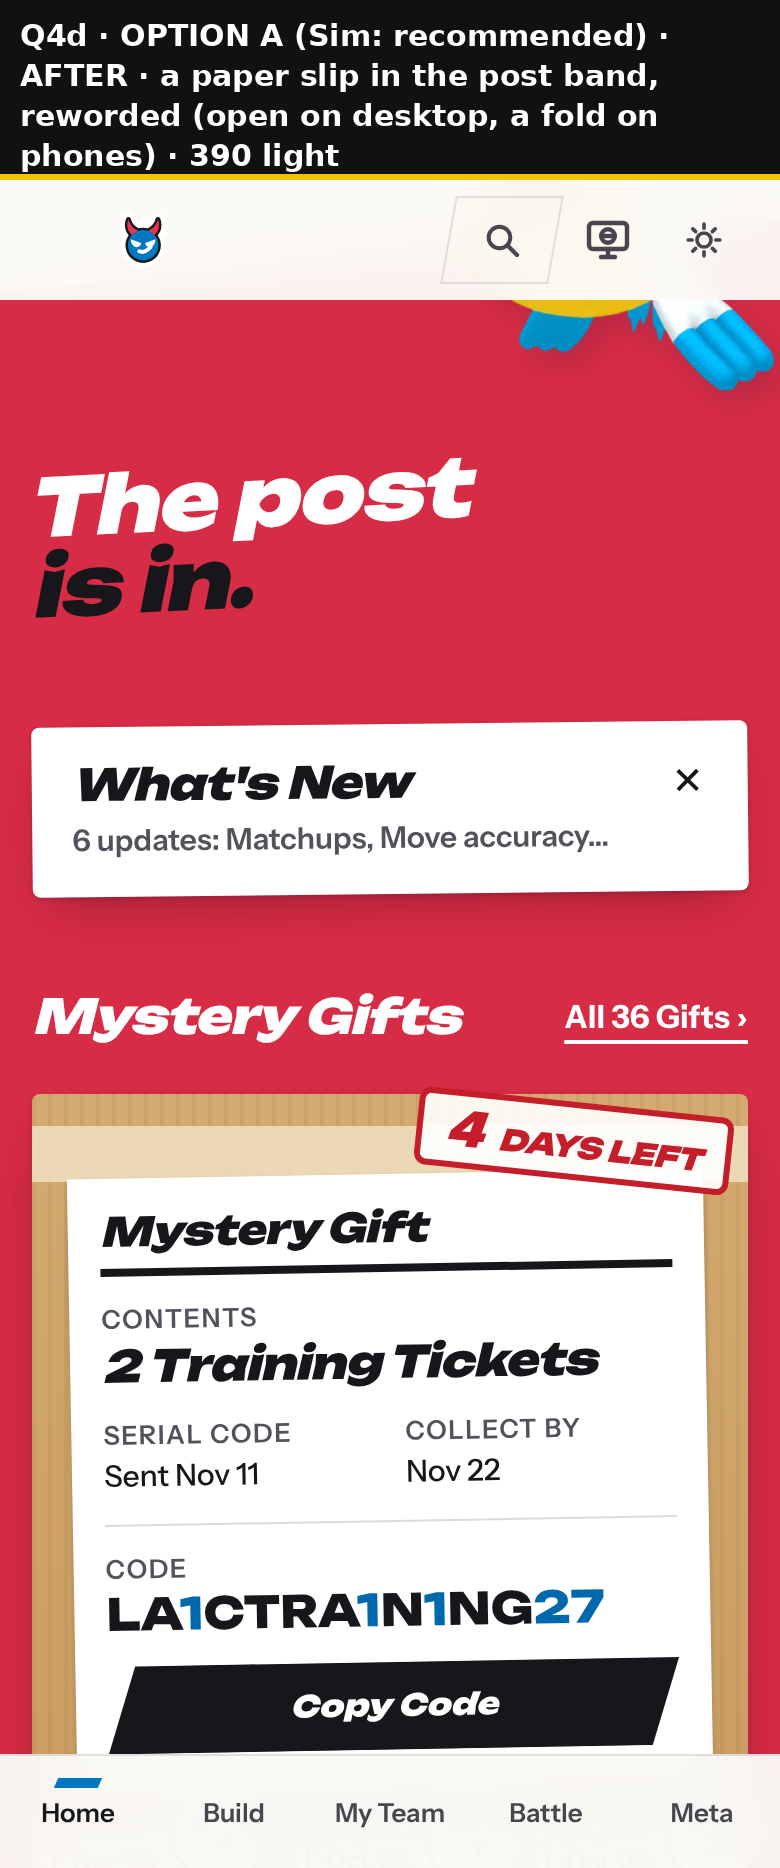 Q4d · OPTION A (Sim: recommended) ·
AFTER · a paper slip in the post band,
reworded (open on desktop, a fold on
phones) · 390 light
The post
is in.
What's New
6 updates: Matchups, Move accuracy...
Mystery Gifts
All 36 Gifts ›
4 DAYS LEFT
Mystery Gift
CONTENTS
2 Training Tickets
SERIAL CODE
COLLECT BY
Sent Nov 11
Nov 22
CODE
LA1CTRA1N1NG27
Copy Code
Home
Build
My Team
Battle
Meta